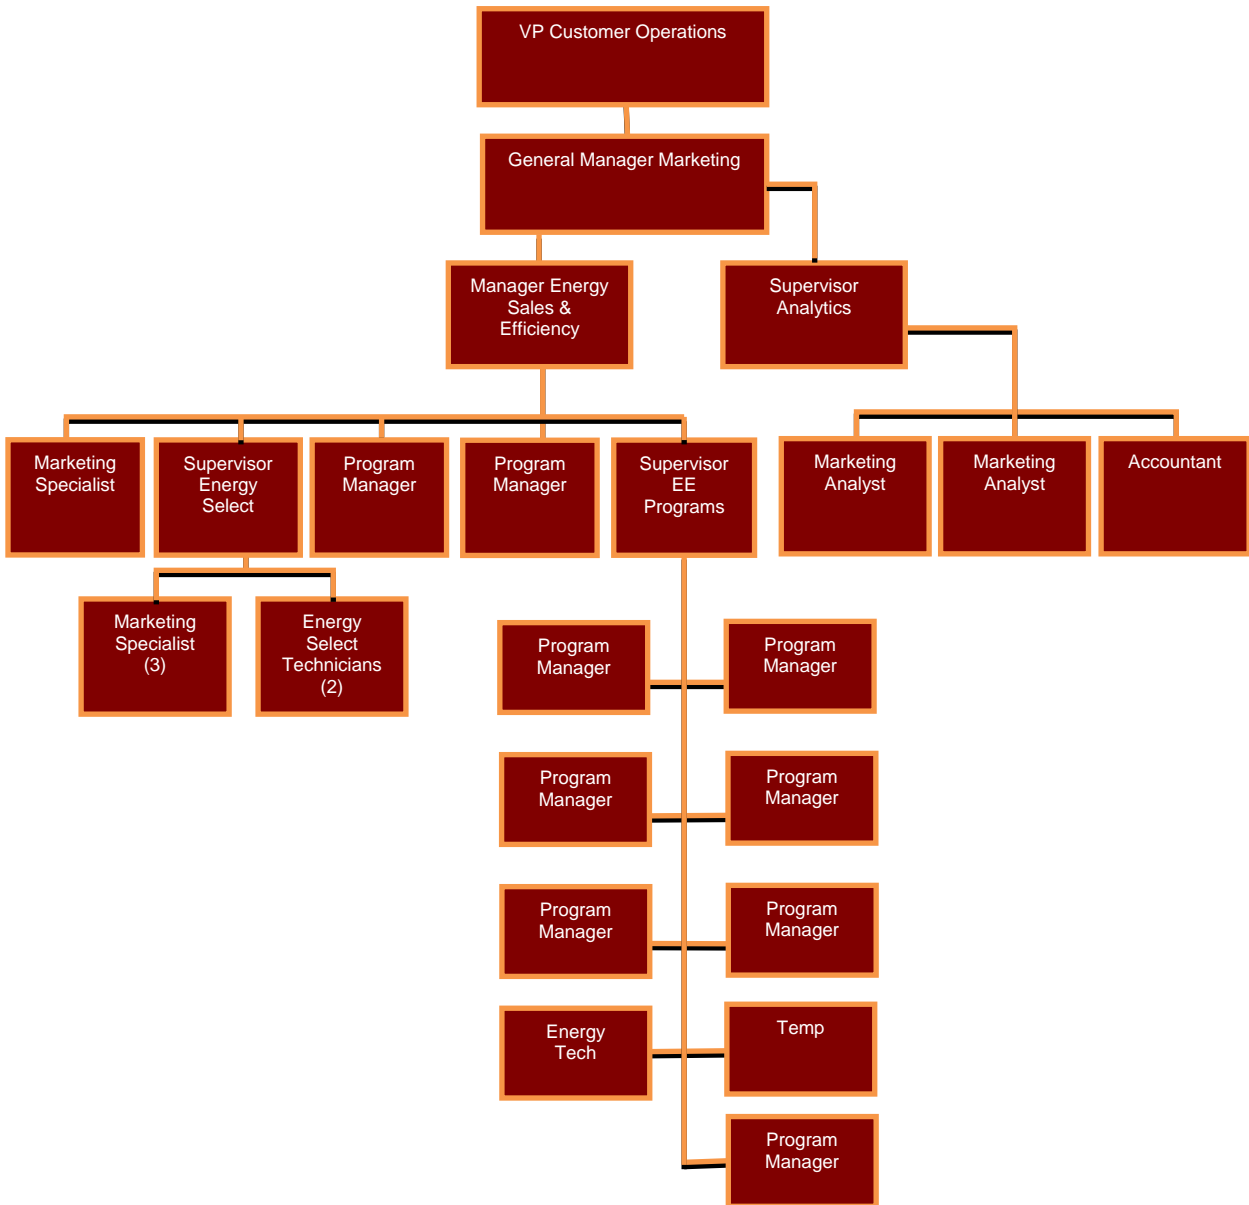 VP Customer Operations
General Manager Marketing
Manager Energy
Sales &
Efficiency
Supervisor
Analytics
Marketing
Specialist
Supervisor
Energy
Select
Program
Manager
Program
Manager
Supervisor
EE
Programs
Marketing
Analyst
Marketing
Analyst
Accountant
Marketing
Specialist
(3)
Energy
Select
Technicians
(2)
Program
Manager
Program
Manager
Program
Manager
Program
Manager
Program
Manager
Program
Manager
Energy
Tech
Temp
Program
Manager